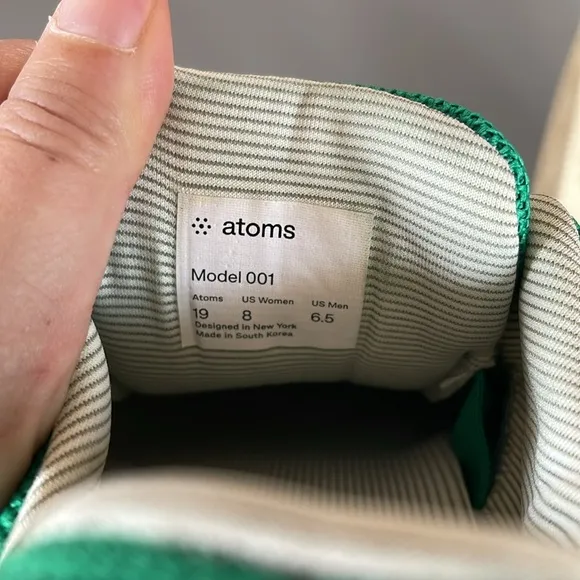 atoms
Model 001
Atoms US Women US Men
19 8 6.5
Designed in New York
Made in South Korea